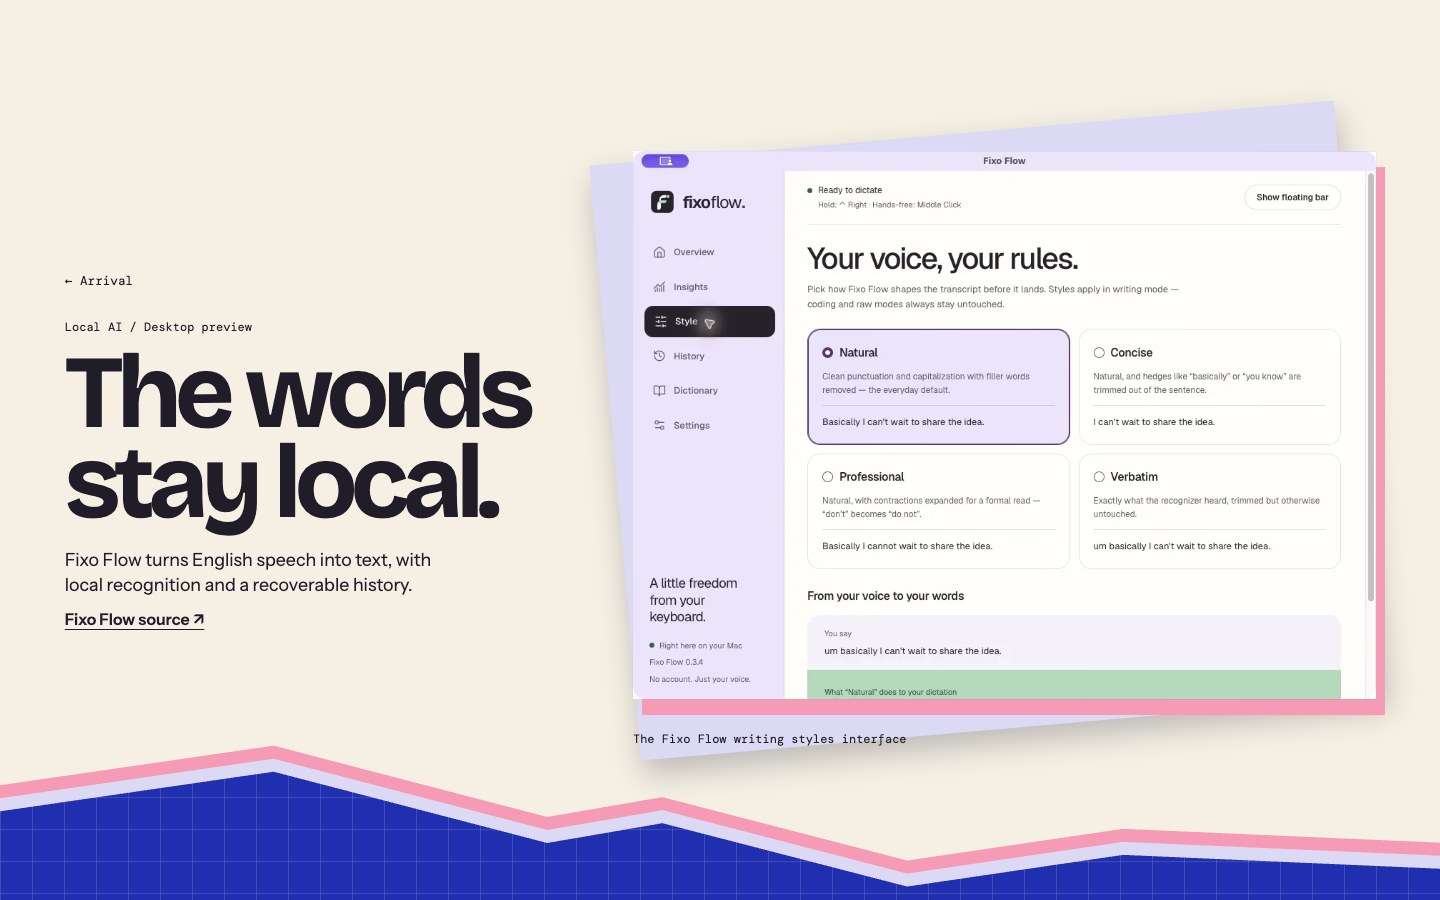 ← Arrival
Local AI / Desktop preview
The words
stay local.
Fixo Flow turns English speech into text, with
local recognition and a recoverable history.
Fixo Flow source ↗
Fixo Flow
fixoflow.
Overview
Insights
Style
History
Dictionary
Settings
A little freedom
from your
keyboard.
Right here on your Mac
Fixo Flow 0.3.4
No account. Just your voice.
Ready to dictate
Hold: ^ Right · Hands-free: Middle Click
Show floating bar
Your voice, your rules.
Pick how Fixo Flow shapes the transcript before it lands. Styles apply in writing mode —
coding and raw modes always stay untouched.
Natural
Clean punctuation and capitalization with filler words
removed — the everyday default.
Basically I can't wait to share the idea.
Concise
Natural, and hedges like “basically” or “you know” are
trimmed out of the sentence.
I can't wait to share the idea.
Professional
Natural, with contractions expanded for a formal read —
“don't” becomes “do not”.
Basically I cannot wait to share the idea.
Verbatim
Exactly what the recognizer heard, trimmed but otherwise
untouched.
um basically I can't wait to share the idea.
From your voice to your words
You say
um basically I can't wait to share the idea.
What “Natural” does to your dictation
The Fixo Flow writing styles interface